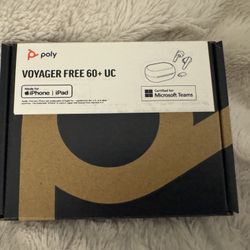 poly
VOYAGER FREE 60+ UC
Made for
iPhone | iPad
Certified for
Microsoft Teams